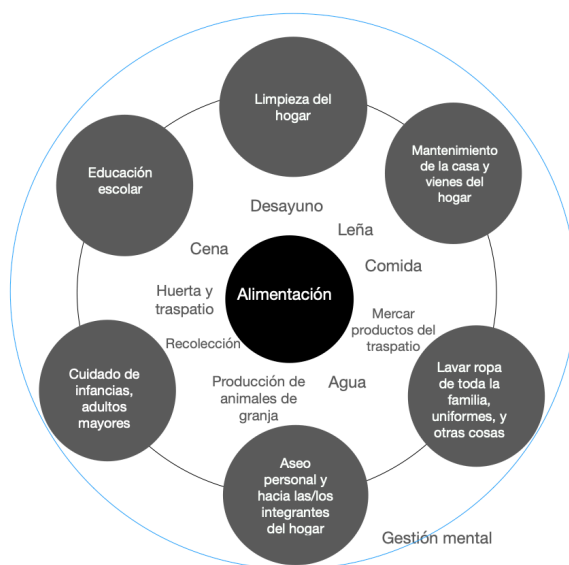 Limpieza del
hogar
Mantenimiento
de la casa y
vienes del
hogar
Educación
escolar
Desayuno
Leña
Cena
Comida
Alimentación
Huerta y
traspatio
Mercar
productos del
traspatio
Recolección
Agua
Producción de
animales de
granja
Cuidado de
infancias,
adultos
mayores
Lavar ropa
de toda la
familia,
uniformes, y
otras cosas
Aseo
personal y
hacia las/los
integrantes
del hogar
Gestión mental